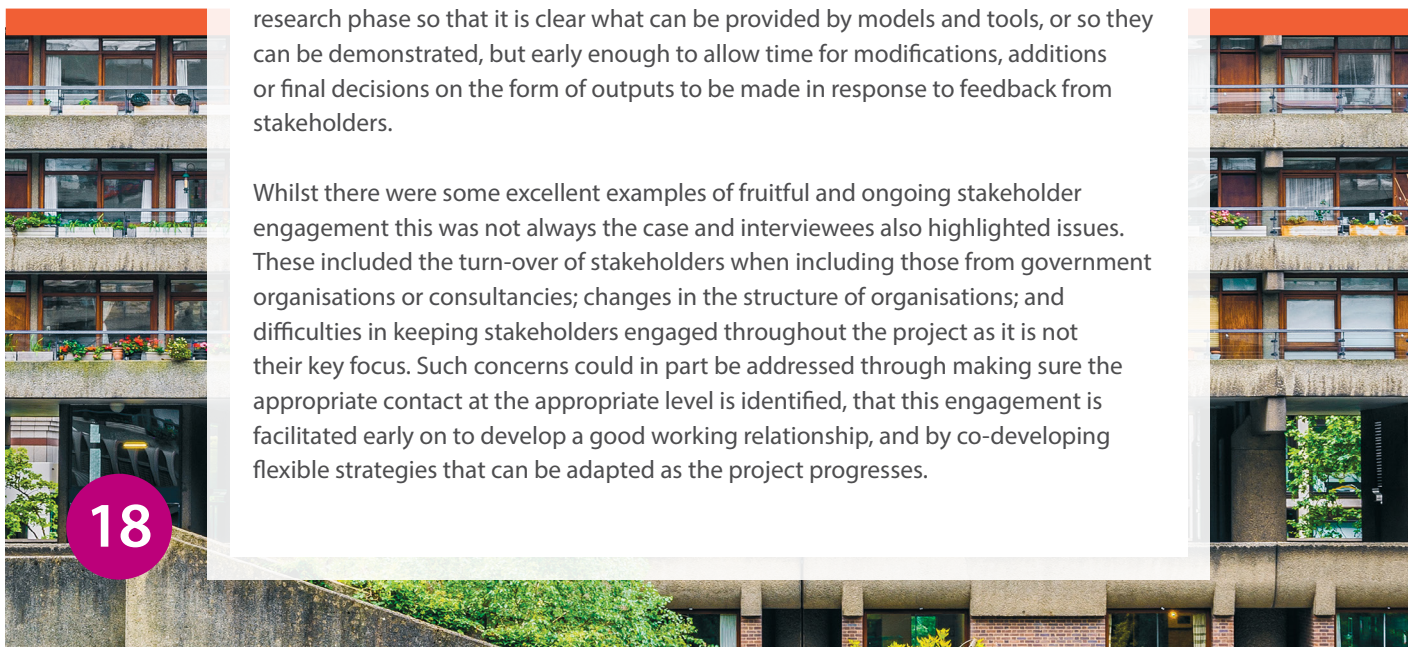 research phase so that it is clear what can be provided by models and tools, or so they
can be demonstrated, but early enough to allow time for modifications, additions
or final decisions on the form of outputs to be made in response to feedback from
stakeholders.
Whilst there were some excellent examples of fruitful and ongoing stakeholder
engagement this was not always the case and interviewees also highlighted issues.
These included the turn-over of stakeholders when including those from government
organisations or consultancies; changes in the structure of organisations; and
difficulties in keeping stakeholders engaged throughout the project as it is not
their key focus. Such concerns could in part be addressed through making sure the
appropriate contact at the appropriate level is identified, that this engagement is
facilitated early on to develop a good working relationship, and by co-developing
flexible strategies that can be adapted as the project progresses.
18